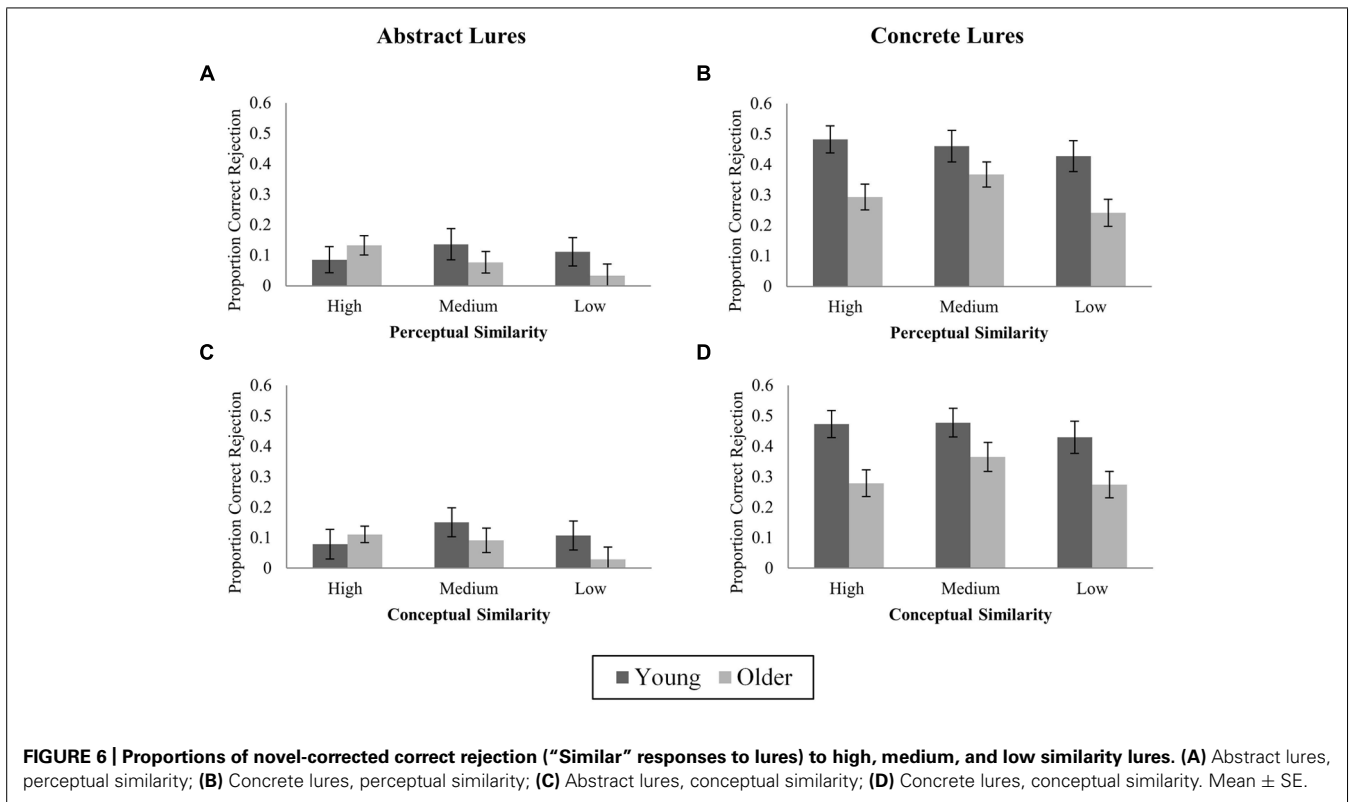 Abstract Lures
Concrete Lures
A
Proportion Correct Rejection
0.6
0.5
0.4
0.3
0.2
0.1
0
High Medium Low
Perceptual Similarity
B
Proportion Correct Rejection
0.6
0.5
0.4
0.3
0.2
0.1
0
High Medium Low
Perceptual Similarity
C
Proportion Correct Rejection
0.6
0.5
0.4
0.3
0.2
0.1
0
High Medium Low
Conceptual Similarity
D
Proportion Correct Rejection
0.6
0.5
0.4
0.3
0.2
0.1
0
High Medium Low
Conceptual Similarity
Young Older
FIGURE 6 | Proportions of novel-corrected correct rejection (“Similar” responses to lures) to high, medium, and low similarity lures. (A) Abstract lures,
perceptual similarity; (B) Concrete lures, perceptual similarity; (C) Abstract lures, conceptual similarity; (D) Concrete lures, conceptual similarity. Mean ± SE.